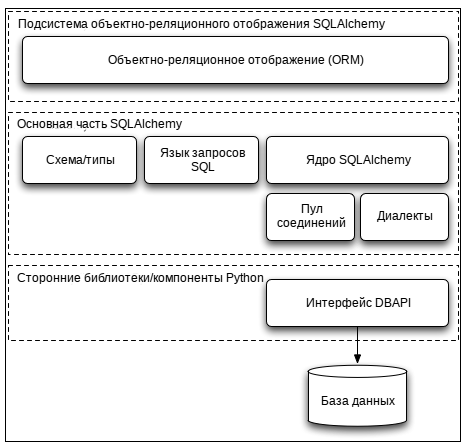 Подсистема объектно-реляционного отображения SQLAlchemy
Объектно-реляционное отображение (ORM)
Основная часть SQLAlchemy
Схема/типы
Язык запросов
SQL
Ядро SQLAlchemy
Пул
соединений
Диалекты
Сторонние библиотеки/компоненты Python
Интерфейс DBAPI
База данных